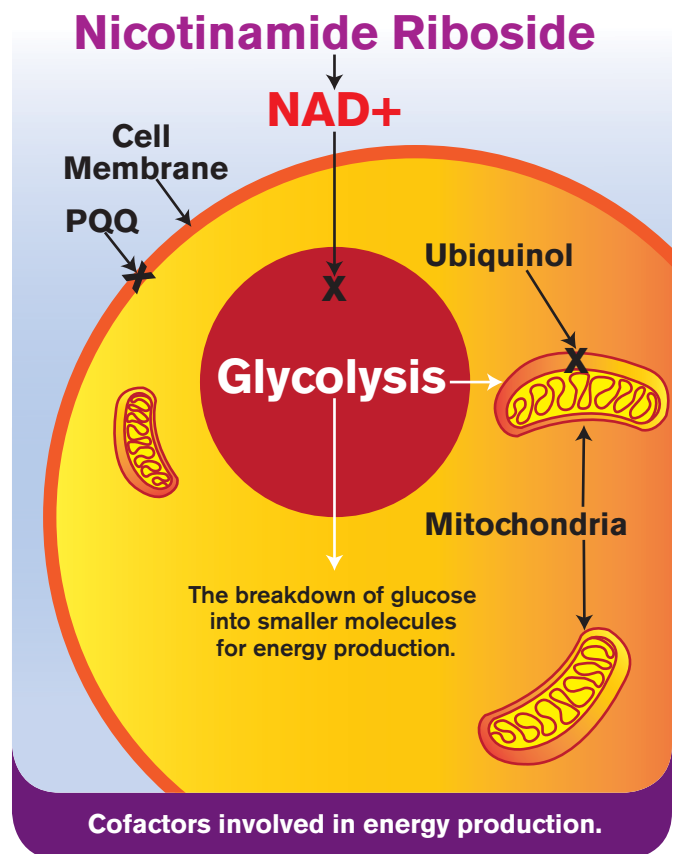 Nicotinamide Riboside
NAD+
Cell
Membrane
PQQ
X
X
Ubiquinol
X
Glycolysis
Mitochondria
The breakdown of glucose
into smaller molecules
for energy production.
Cofactors involved in energy production.